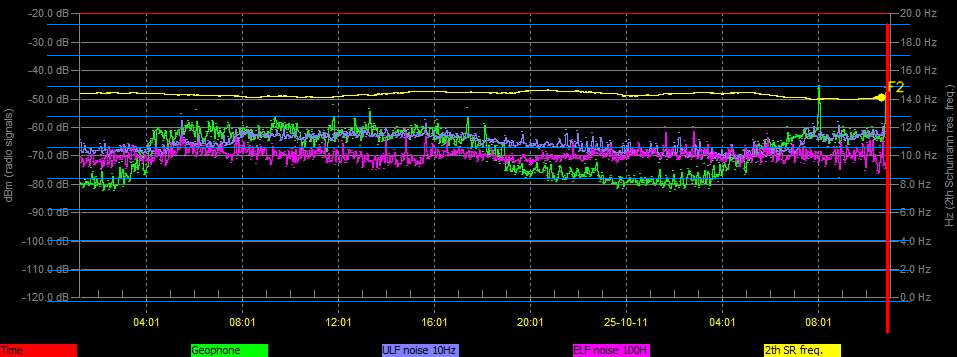 -20.0 dB 20.0 Hz
-30.0 dB 18.0 Hz
-40.0 dB 16.0 Hz
-50.0 dB F2 14.0 Hz
-60.0 dB 12.0 Hz
-70.0 dB 10.0 Hz
-80.0 dB 8.0 Hz
-90.0 dB 6.0 Hz
-100.0 dB 4.0 Hz
-110.0 dB 2.0 Hz
-120.0 dB 0.0 Hz
dBm (radio signals)
Hz (2th Schumann res. freq.)
04:01 08:01 12:01 16:01 20:01 25-10-11 04:01 08:01
Time Geophone ULF noise 10Hz ELF noise 100H 2th SR freq.